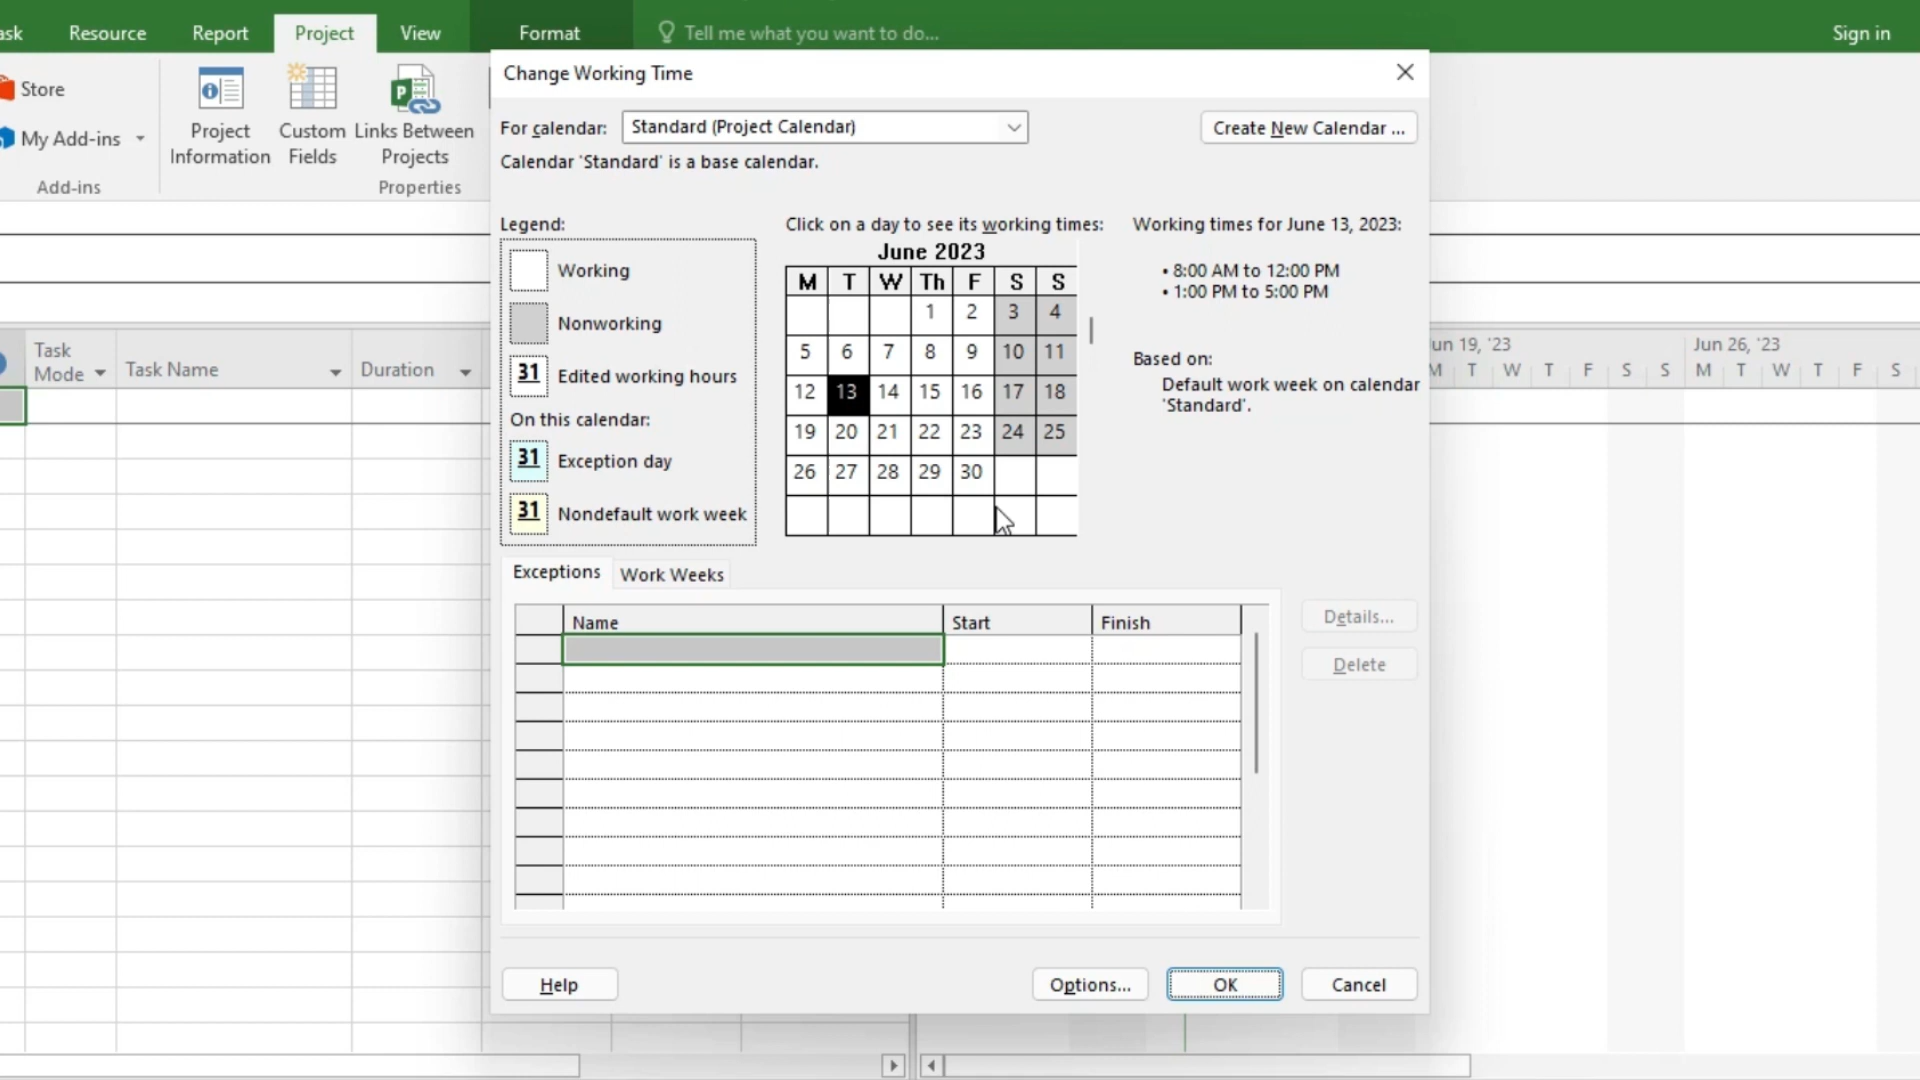 ask Resource Report Project View Format Tell me what you want to do... Sign in
Store
My Add-ins
Add-ins
Project Information
Custom Fields
Links Between Projects
Properties
Change Working Time
For calendar: Standard (Project Calendar)
Create New Calendar ...
Calendar 'Standard' is a base calendar.
Legend:
Working
Nonworking
31 Edited working hours
On this calendar:
31 Exception day
31 Nondefault work week
Click on a day to see its working times:
June 2023
M T W Th F S S
1 2 3 4
5 6 7 8 9 10 11
12 13 14 15 16 17 18
19 20 21 22 23 24 25
26 27 28 29 30
Working times for June 13, 2023:
• 8:00 AM to 12:00 PM
• 1:00 PM to 5:00 PM
Based on:
Default work week on calendar
'Standard'.
Exceptions Work Weeks
Name Start Finish
Details...
Delete
Help Options... OK Cancel
Task Mode
Task Name
Duration
un 19, '23 Jun 26, '23
M T W T F S S M T W T F S